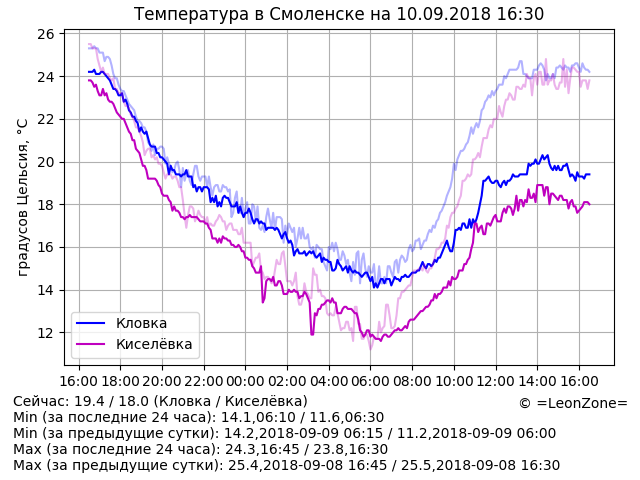 Температура в Смоленске на 10.09.2018 16:30
градусов Цельсия, °C
26
24
22
20
18
16
14
12
Кловка
Киселёвка
16:00 18:00 20:00 22:00 00:00 02:00 04:00 06:00 08:00 10:00 12:00 14:00 16:00
Сейчас: 19.4 / 18.0 (Кловка / Киселёвка)
© =LeonZone=
Min (за последние 24 часа): 14.1,06:10 / 11.6,06:30
Min (за предыдущие сутки): 14.2,2018-09-09 06:15 / 11.2,2018-09-09 06:00
Max (за последние 24 часа): 24.3,16:45 / 23.8,16:30
Max (за предыдущие сутки): 25.4,2018-09-08 16:45 / 25.5,2018-09-08 16:30